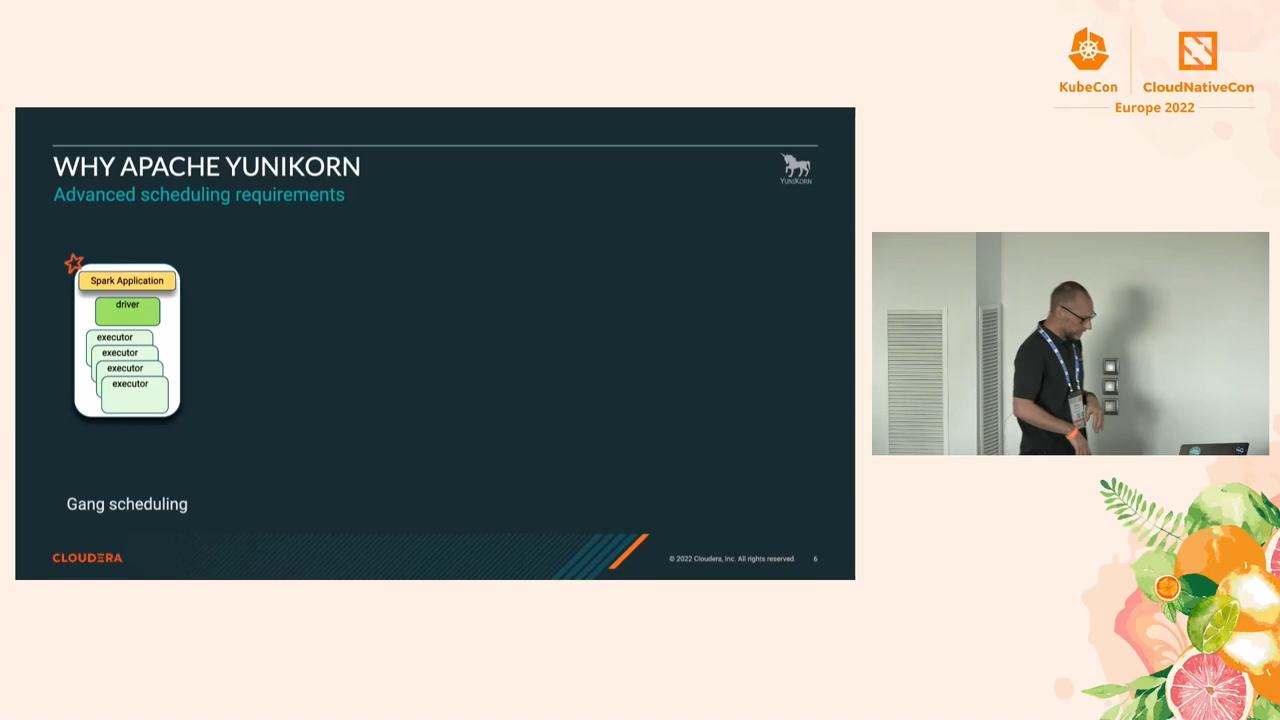 KubeCon
CloudNativeCon
Europe 2022
WHY APACHE YUNIKORN
Advanced scheduling requirements
YUNIKORN
Spark Application
driver
executor
executor
executor
executor
Gang scheduling
CLOUDERA
© 2022 Cloudera, Inc. All rights reserved.
6